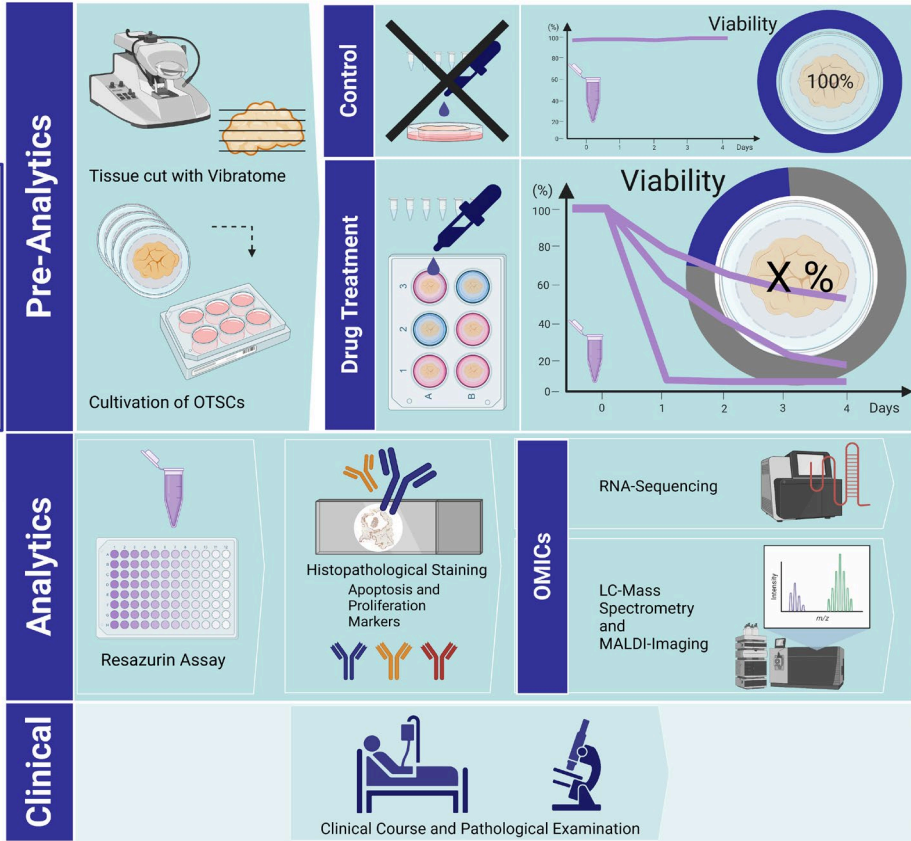 Pre-Analytics
Tissue cut with Vibratome
Cultivation of OTSCs
Control
Viability
(%)
100
80
60
40
20
0
0 1 2 3 4 Days
100%
Drug Treatment
3
2
1
A B
Viability
(%)
100
80
60
40
20
0
0 1 2 3 4 Days
X %
Analytics
Resazurin Assay
Histopathological Staining
Apoptosis and
Proliferation
Markers
OMICs
RNA-Sequencing
LC-Mass
Spectrometry
and
MALDI-Imaging
Intensity
m/z
Clinical
Clinical Course and Pathological Examination